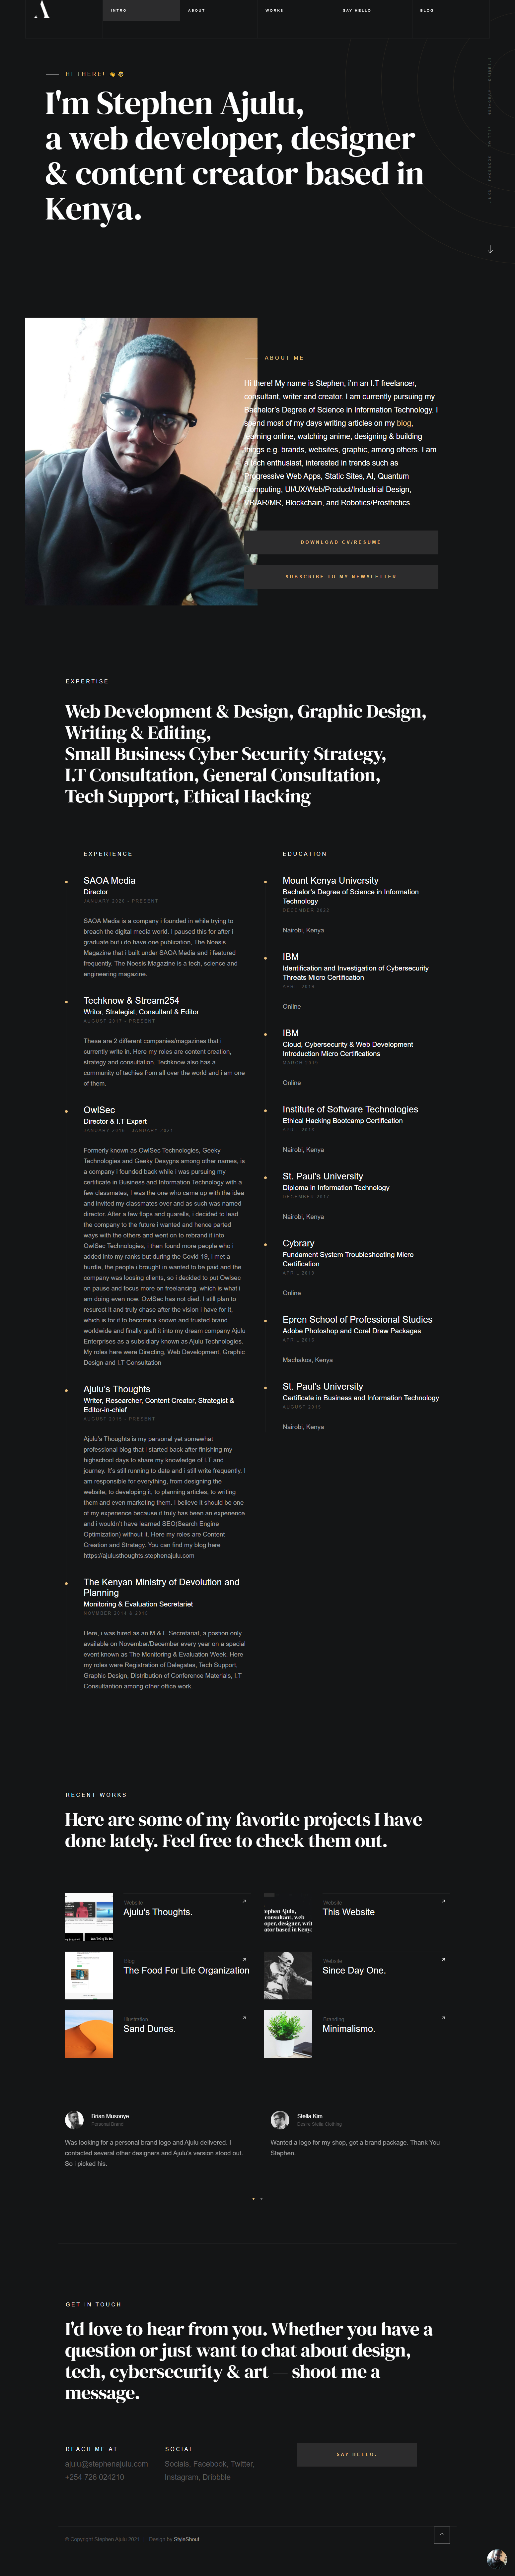 INTRO
ABOUT
WORKS
SAY HELLO
BLOG
HI THERE! 👋
I'm Stephen Ajulu,
a web developer, designer
& content creator based in
Kenya.
ABOUT ME
Hi there! My name is Stephen, i'm an I.T freelancer,
consultant, writer and creator. I am currently pursuing my
Bachelor's Degree of Science in Information Technology. I
spend most of my days writing articles on my blog,
learning online, watching anime, designing & building
things e.g. brands, websites, graphic, among others. I am
a tech enthusiast, interested in trends such as
Progressive Web Apps, Static Sites, AI, Quantum
Computing, UI/UX/Web/Product/Industrial Design,
VR/AR/MR, Blockchain, and Robotics/Prosthetics.
DOWNLOAD CV/RESUME
SUBSCRIBE TO MY NEWSLETTER
EXPERTISE
Web Development & Design, Graphic Design,
Writing & Editing,
Small Business Cyber Security Strategy,
I.T Consultation, General Consultation,
Tech Support, Ethical Hacking
EXPERIENCE
SAOA Media
Director
JANUARY 2020 - PRESENT
SAOA Media is a company i founded in while trying to
breach the digital media world. I paused this for after i
graduate but i do have one publication, The Noesis
Magazine that i built under SAOA Media and i featured
frequently. The Noesis Magazine is a tech, science and
engineering magazine.
Techknow & Stream254
Writor, Strategist, Consultant & Editor
AUGUST 2017 - PRESENT
These are 2 different companies/magazines that i
currently write in. Here my roles are content creation,
strategy and consultation. Techknow also has a
community of techies from all over the world and i am one
of them.
OwlSec
Director & I.T Expert
JANUARY 2016 - JANUARY 2021
Formerly known as OwlSec Technologies, Geeky
Technologies and Geeky Desygns among other names, is
a company i founded back while i was pursuing my
certificate in Business and Information Technology with a
few classmates, I was the one who came up with the idea
and invited my classmates over and as such was named
director. After a few flops and quarells, i decided to lead
the company to the future i wanted and hence parted
ways with the others and went on to rebrand it into
OwlSec Technologies, i then found more people who i
added into my ranks but during the Covid-19, i met a
hurdle, the people i brought in wanted to be paid and the
company was loosing clients, so i decided to put Owlsec
on pause and focus more on freelancing, which is what i
am doing even now. OwlSec has not died. I still plan to
resurect it and truly chase after the vision i have for it,
which is for it to become a known and trusted brand
worldwide and finally graft it into my dream company Ajulu
Enterprises as a subsidiary known as Ajulu Technologies.
My roles here were Directing, Web Development, Graphic
Design and I.T Consultation
Ajulu's Thoughts
Writer, Researcher, Content Creator, Strategist &
Editor-in-chief
AUGUST 2015 - PRESENT
Ajulu's Thoughts is my personal yet somewhat
professional blog that i started back after finishing my
highschool days to share my knowledge of I.T and
journey. It's still running to date and i still write frequently. I
am responsible for everything, from designing the
website, to developing it, to planning articles, to writing
them and even marketing them. I believe it should be one
of my experience because it truly has been an experience
and i wouldn't have learned SEO(Search Engine
Optimization) without it. Here my roles are Content
Creation and Strategy. You can find my blog here
https://ajulusthoughts.stephenajulu.com
The Kenyan Ministry of Devolution and
Planning
Monitoring & Evaluation Secretariet
NOVMBER 2014 & 2015
Here, i was hired as an M & E Secretariat, a postion only
available on November/December every year on a special
event known as The Monitoring & Evaluation Week. Here
my roles were Registration of Delegates, Tech Support,
Graphic Design, Distribution of Conference Materials, I.T
Consultantion among other office work.
EDUCATION
Mount Kenya University
Bachelor's Degree of Science in Information
Technology
DECEMBER 2022
Nairobi, Kenya
IBM
Identification and Investigation of Cybersecurity
Threats Micro Certification
APRIL 2019
Online
IBM
Cloud, Cybersecurity & Web Development
Introduction Micro Certifications
MARCH 2019
Online
Institute of Software Technologies
Ethical Hacking Bootcamp Certification
APRIL 2018
Nairobi, Kenya
St. Paul's University
Diploma in Information Technology
DECEMBER 2017
Nairobi, Kenya
Cybrary
Fundament System Troubleshooting Micro
Certification
APRIL 2016
Online
Epren School of Professional Studies
Adobe Photoshop and Corel Draw Packages
APRIL 2016
Machakos, Kenya
St. Paul's University
Certificate in Business and Information Technology
AUGUST 2015
Nairobi, Kenya
RECENT WORKS
Here are some of my favorite projects I have
done lately. Feel free to check them out.
Website
Ajulu's Thoughts.
Website
This Website
Blog
The Food For Life Organization
Website
Since Day One.
Illustration
Sand Dunes.
Branding
Minimalismo.
Brian Musonye
Personal Brand
Was looking for a personal brand logo and Ajulu delivered. I
contacted several other designers and Ajulu's version stood out.
So i picked his.
Stella Kim
Wanted a logo for my shop, got a brand package. Thank You
Stephen.
GET IN TOUCH
I'd love to hear from you. Whether you have a
question or just want to chat about design,
tech, cybersecurity & art — shoot me a
message.
REACH ME AT
ajulu@stephenajulu.com
+254 726 024210
SOCIAL
Socials, Facebook, Twitter,
Instagram, Dribbble
SAY HELLO.
© Copyright Stephen Ajulu 2021
Design by StyleShout